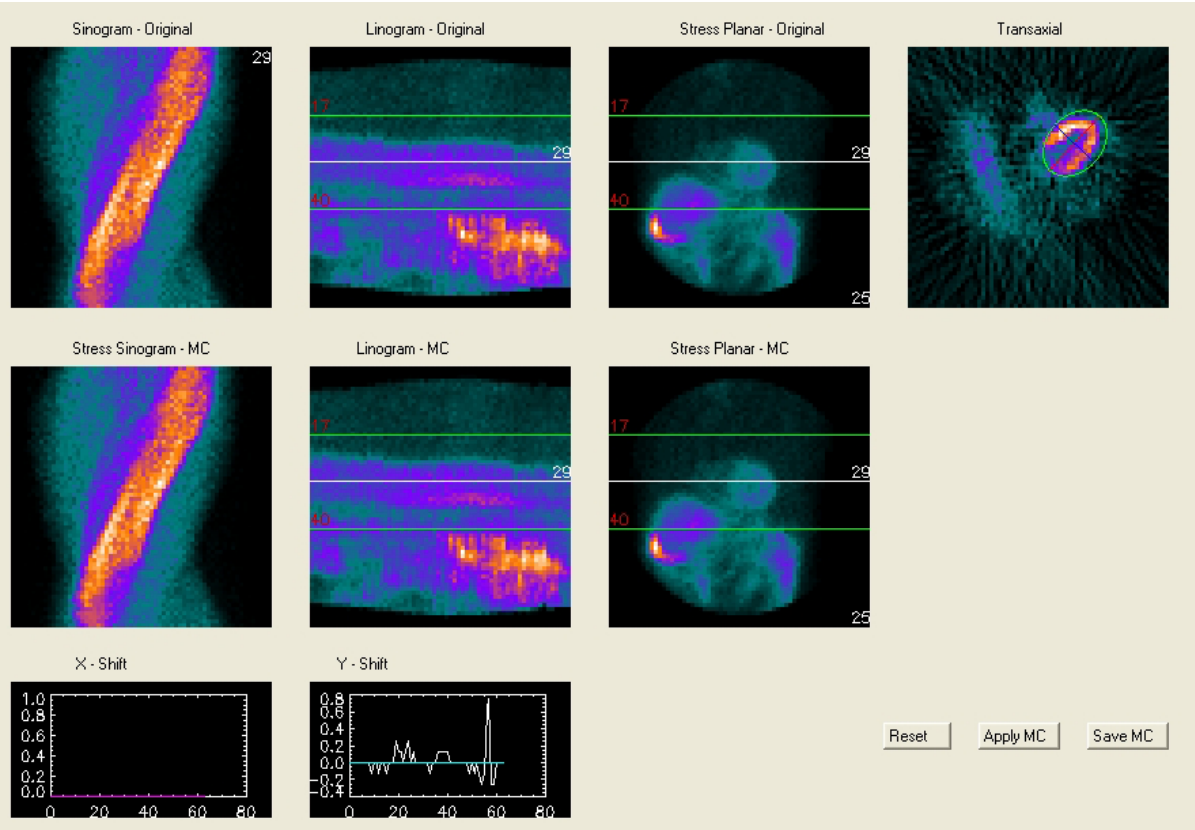 Sinogram - Original
Linogram - Original
Stress Planar - Original
Transaxial
29
17
29
40
17
29
40
25
Stress Sinogram - MC
Linogram - MC
Stress Planar - MC
17
29
40
17
29
40
25
X - Shift
Y - Shift
1.0
0.8
0.6
0.4
0.2
0.0
0 20 40 60 80
0.8
0.6
0.4
0.2
0.0
-0.2
-0.4
0 20 40 60 80
Reset
Apply MC
Save MC